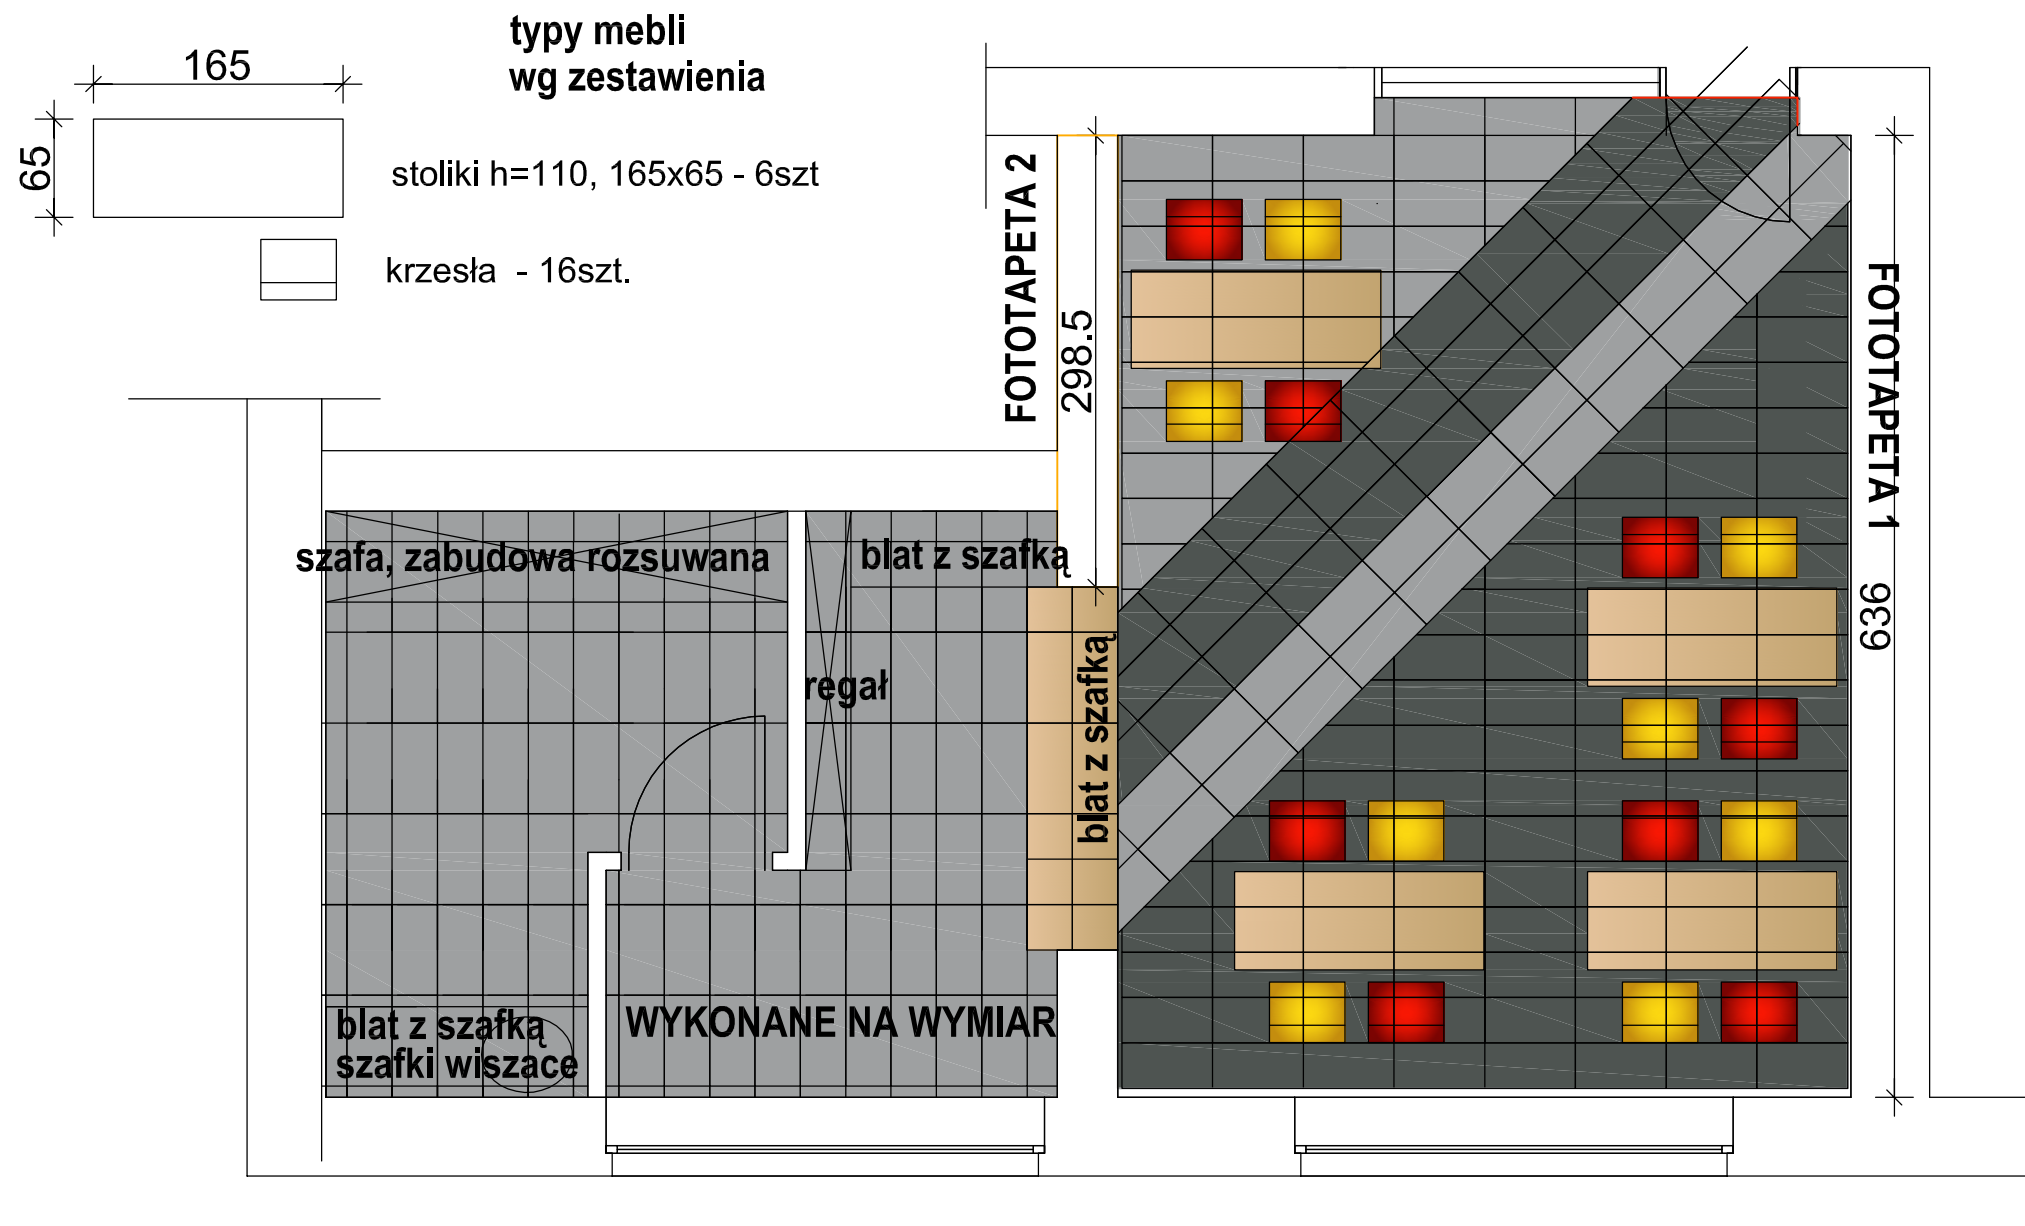 typy mebli
wg zestawienia
165
65
stoliki h=110, 165x65 - 6szt
krzesła - 16szt.
FOTOTAPETA 2
298.5
FOTOTAPETA 1
636
szafa, zabudowa rozsuwana
blat z szafką
regał
blat z szafką
blat z szafką
szafki wiszace
WYKONANE NA WYMIAR